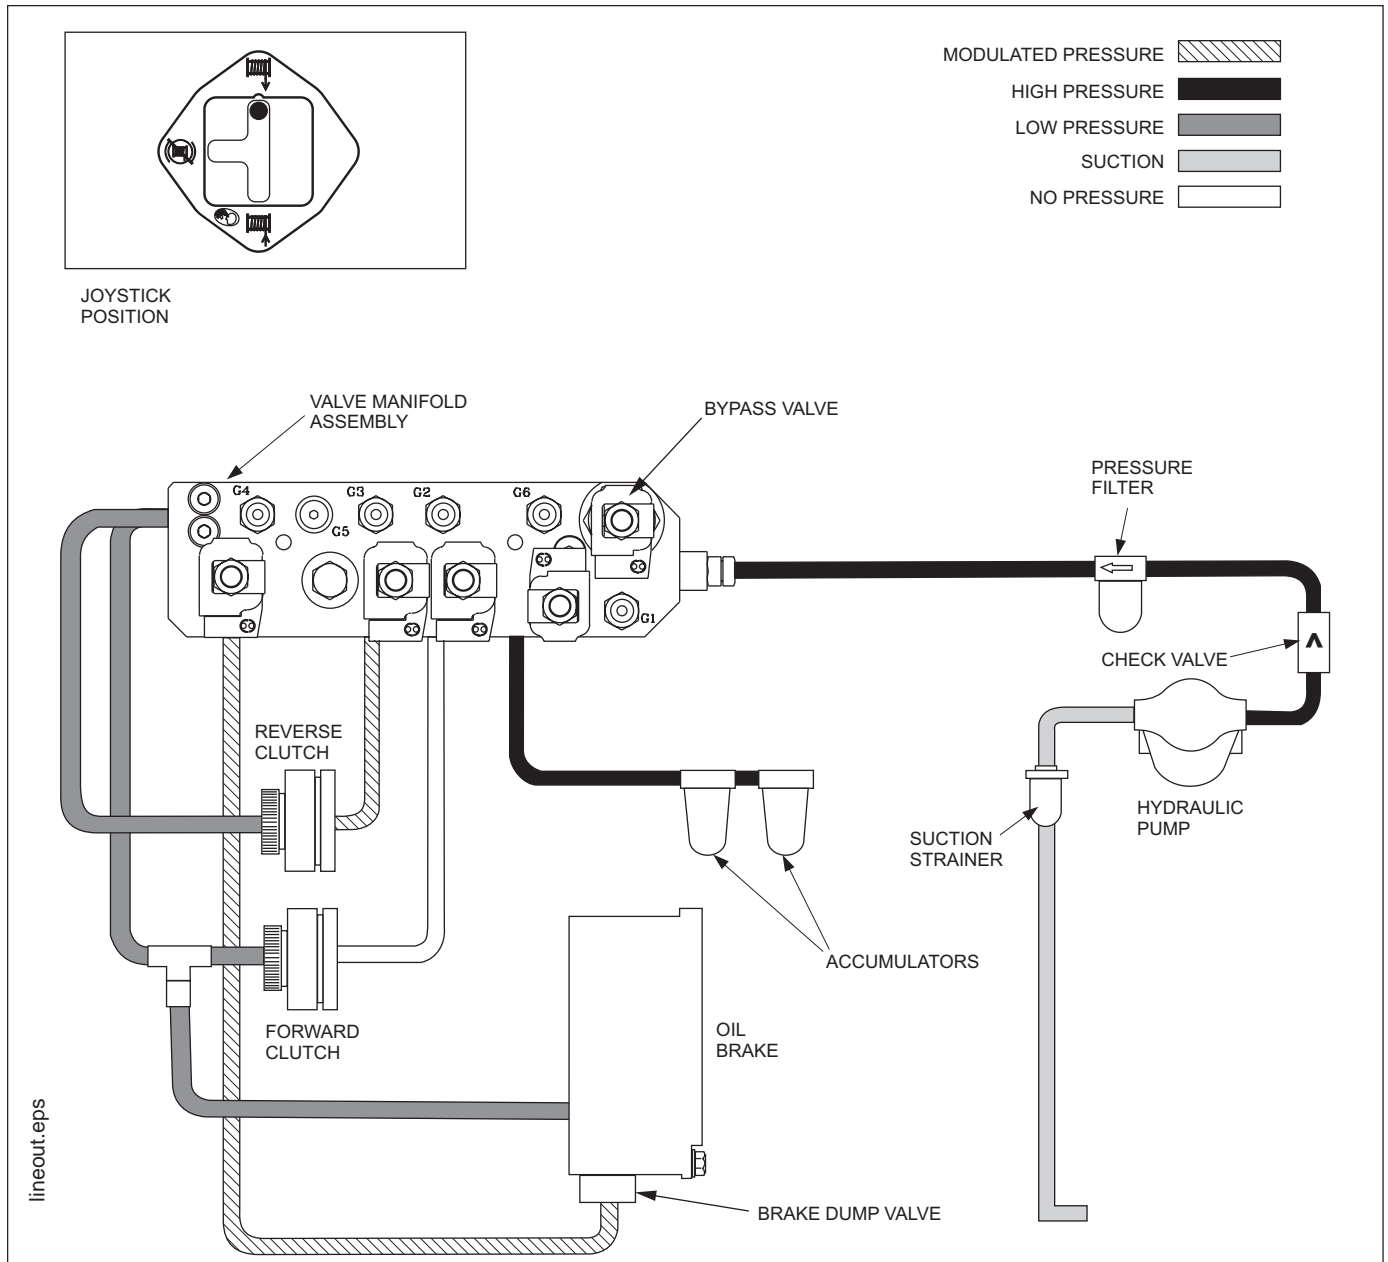 MODULATED PRESSURE
HIGH PRESSURE
LOW PRESSURE
SUCTION
NO PRESSURE
JOYSTICK
POSITION
VALVE MANIFOLD
ASSEMBLY
BYPASS VALVE
PRESSURE
FILTER
G4
G3
G2
G6
G5
G1
CHECK VALVE
REVERSE
CLUTCH
HYDRAULIC
PUMP
SUCTION
STRAINER
ACCUMULATORS
FORWARD
CLUTCH
OIL
BRAKE
BRAKE DUMP VALVE
lineout.eps